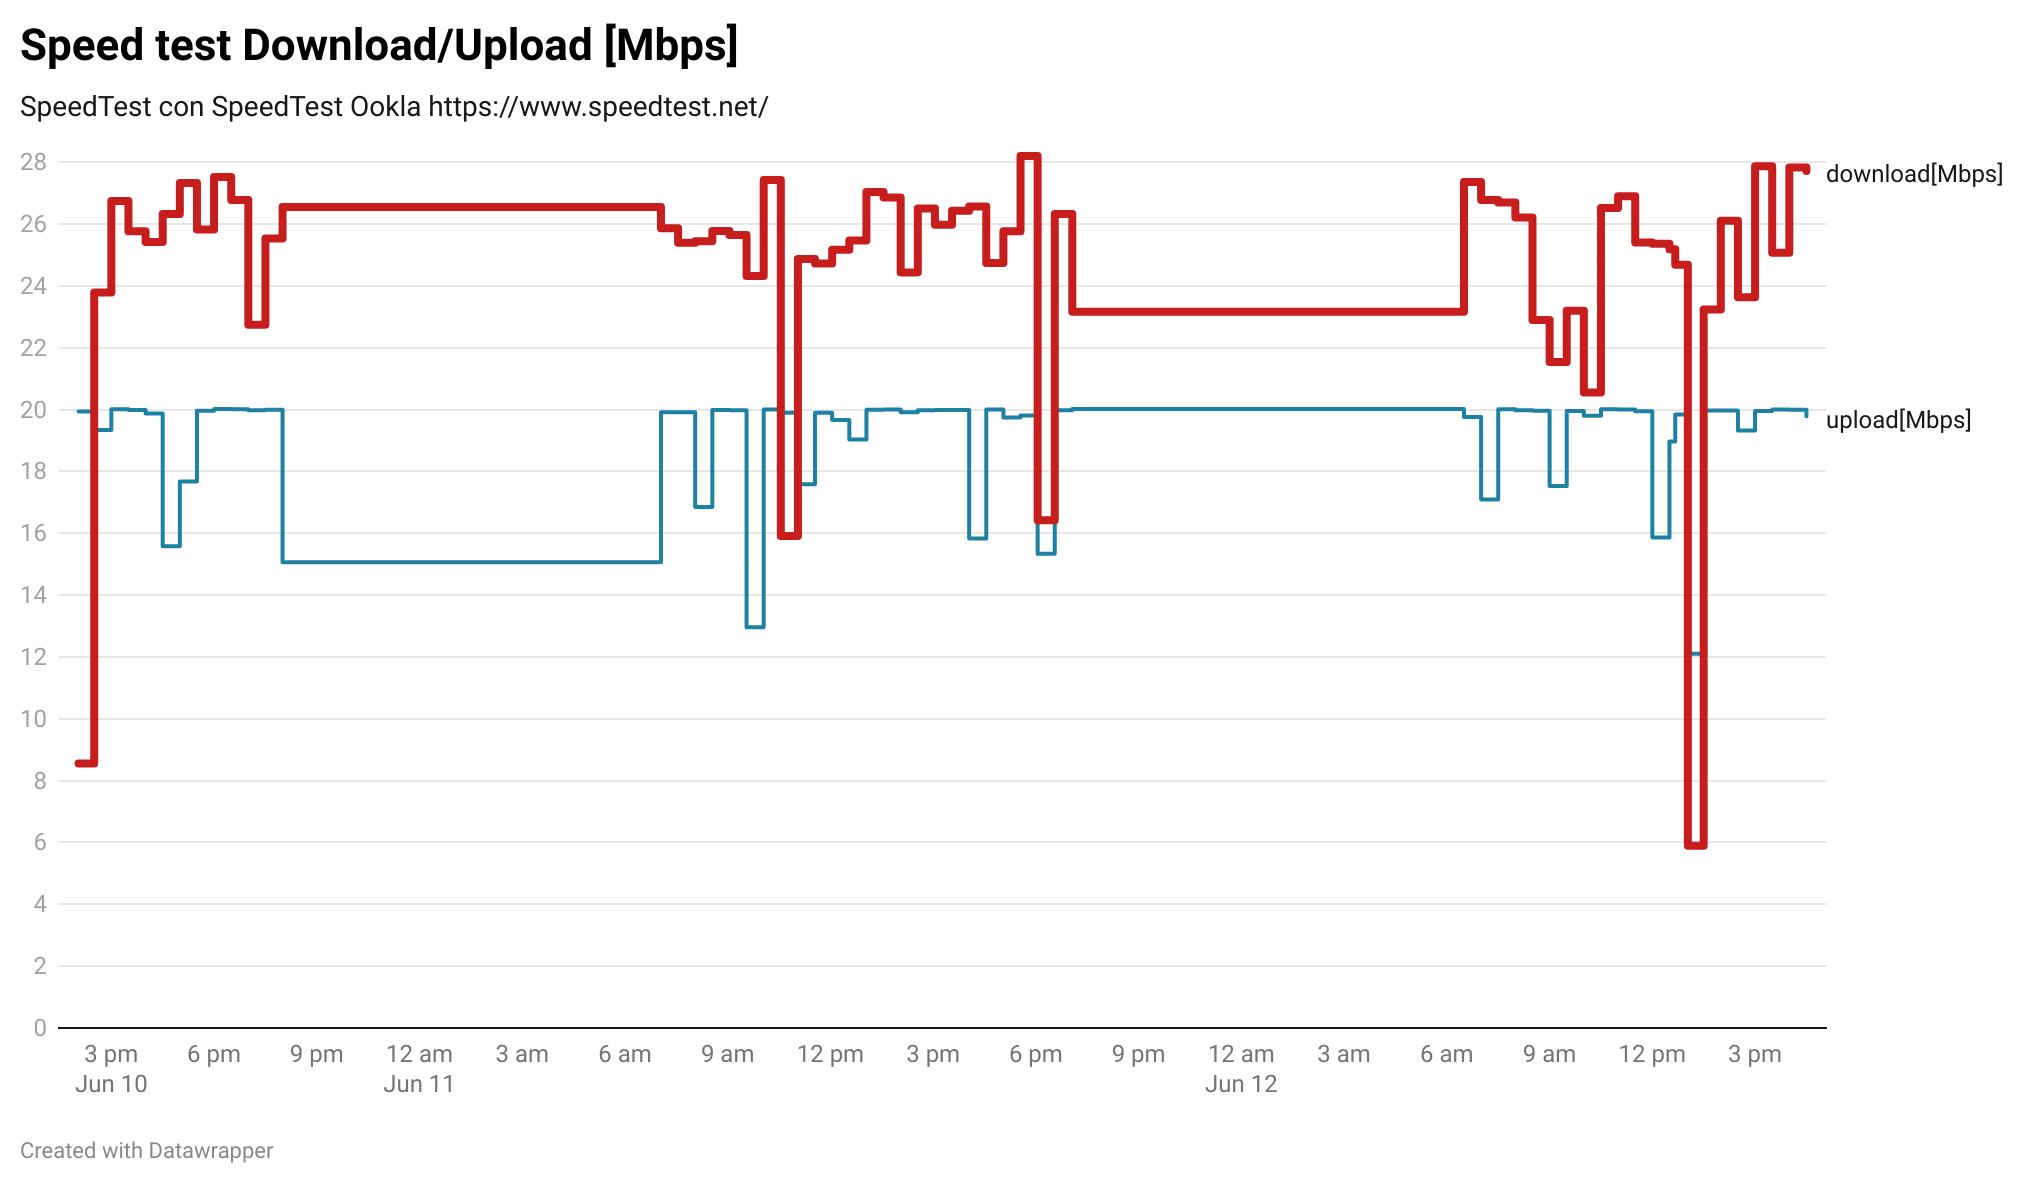 Speed test Download/Upload [Mbps]
SpeedTest con SpeedTest Ookla https://www.speedtest.net/
28
download[Mbps]
26
24
22
20
upload[Mbps]
18
16
14
12
10
8
6
4
2
0
3 pm 6 pm 9 pm 12 am 3 am 6 am 9 am 12 pm 3 pm 6 pm 9 pm 12 am 3 am 6 am 9 am 12 pm 3 pm
Jun 10 Jun 11 Jun 12
Created with Datawrapper